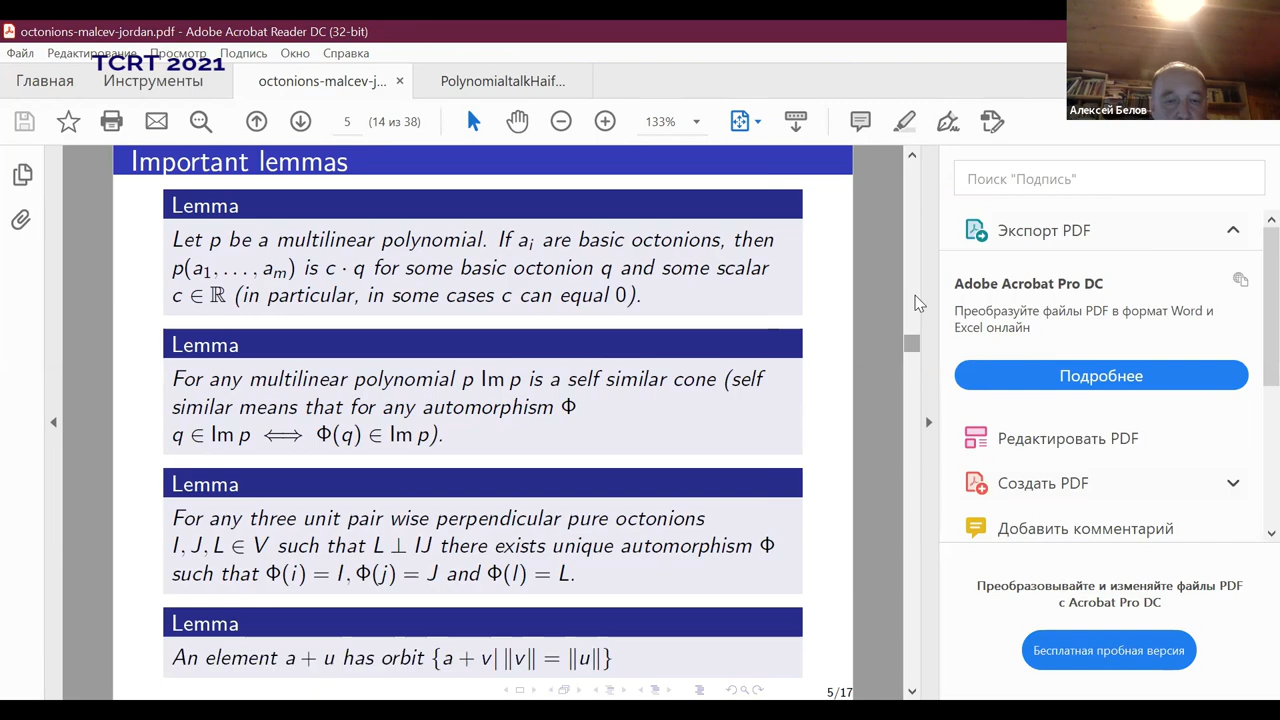 octonions-malcev-jordan.pdf - Adobe Acrobat Reader DC (32-bit)
Файл Редактирование Просмотр Подпись Окно Справка
TCRT 2021
Главная Инструменты octonions-malcev-j... × PolynomialtalkHaif...
5 (14 из 38) 133%
Алексей Белов
Important lemmas
Lemma
Let p be a multilinear polynomial. If aᵢ are basic octonions, then
p(a₁, . . . , aₘ) is c · q for some basic octonion q and some scalar
c ∈ ℝ (in particular, in some cases c can equal 0).
Lemma
For any multilinear polynomial p Im p is a self similar cone (self
similar means that for any automorphism Φ
q ∈ Im p ⟺ Φ(q) ∈ Im p).
Lemma
For any three unit pair wise perpendicular pure octonions
I, J, L ∈ V such that L ⊥ IJ there exists unique automorphism Φ
such that Φ(i) = I, Φ(j) = J and Φ(l) = L.
Lemma
An element a + u has orbit {a + v| ‖v‖ = ‖u‖}
5/17
Поиск "Подпись"
Экспорт PDF
Adobe Acrobat Pro DC
Преобразуйте файлы PDF в формат Word и
Excel онлайн
Подробнее
Редактировать PDF
Создать PDF
Добавить комментарий
Преобразовывайте и изменяйте файлы PDF
с Acrobat Pro DC
Бесплатная пробная версия